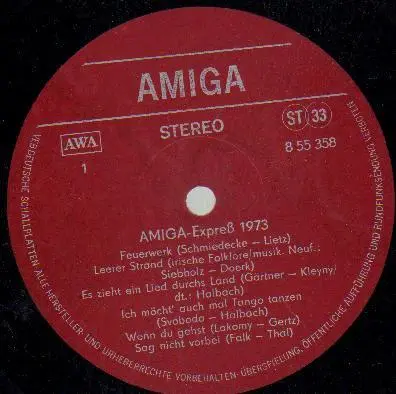 AMIGA
STEREO
ST 33
AWA
1
8 55 358
AMIGA-Expreß 1973
Feuerwerk (Schmiedecke – Lietz)
Leerer Strand (irische Folklore/musik. Neuf.:
Siebholz – Doerk)
Es zieht ein Lied durchs Land (Gärtner – Kleyny/
dt.: Halbach)
Ich möcht' auch mal Tango tanzen
(Svoboda – Halbach)
Wenn du gehst (Lakomy – Gertz)
Sag nicht vorbei (Falk – Thal)
VEB DEUTSCHE SCHALLPLATTEN ALLE HERSTELLER- UND URHEBERRECHTE VORBEHALTEN · ÜBERSPIELUNG, ÖFFENTLICHE AUFFÜHRUNG UND RUNDFUNKSENDUNG VERBOTEN